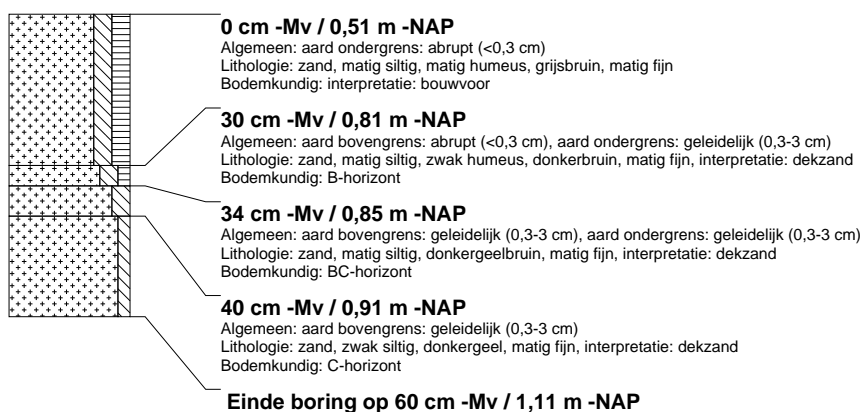 0 cm -Mv / 0,51 m -NAP
Algemeen: aard ondergrens: abrupt (<0,3 cm)
Lithologie: zand, matig siltig, matig humeus, grijsbruin, matig fijn
Bodemkundig: interpretatie: bouwvoor
30 cm -Mv / 0,81 m -NAP
Algemeen: aard bovengrens: abrupt (<0,3 cm), aard ondergrens: geleidelijk (0,3-3 cm)
Lithologie: zand, matig siltig, zwak humeus, donkerbruin, matig fijn, interpretatie: dekzand
Bodemkundig: B-horizont
34 cm -Mv / 0,85 m -NAP
Algemeen: aard bovengrens: geleidelijk (0,3-3 cm), aard ondergrens: geleidelijk (0,3-3 cm)
Lithologie: zand, matig siltig, donkergeelbruin, matig fijn, interpretatie: dekzand
Bodemkundig: BC-horizont
40 cm -Mv / 0,91 m -NAP
Algemeen: aard bovengrens: geleidelijk (0,3-3 cm)
Lithologie: zand, zwak siltig, donkergeel, matig fijn, interpretatie: dekzand
Bodemkundig: C-horizont
Einde boring op 60 cm -Mv / 1,11 m -NAP